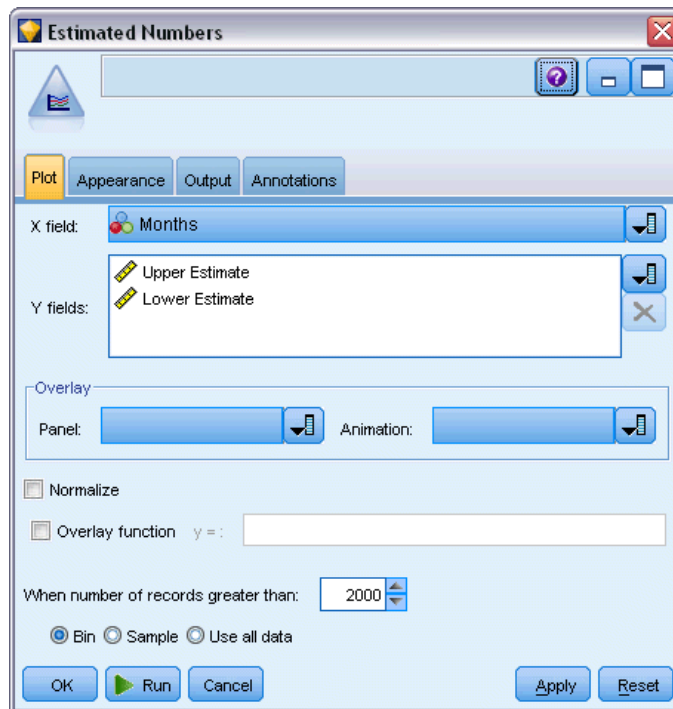 Estimated Numbers
Plot Appearance Output Annotations
X field: Months
Y fields: Upper Estimate
Lower Estimate
Overlay
Panel: Animation:
Normalize
Overlay function y = :
When number of records greater than: 2000
Bin Sample Use all data
OK Run Cancel Apply Reset